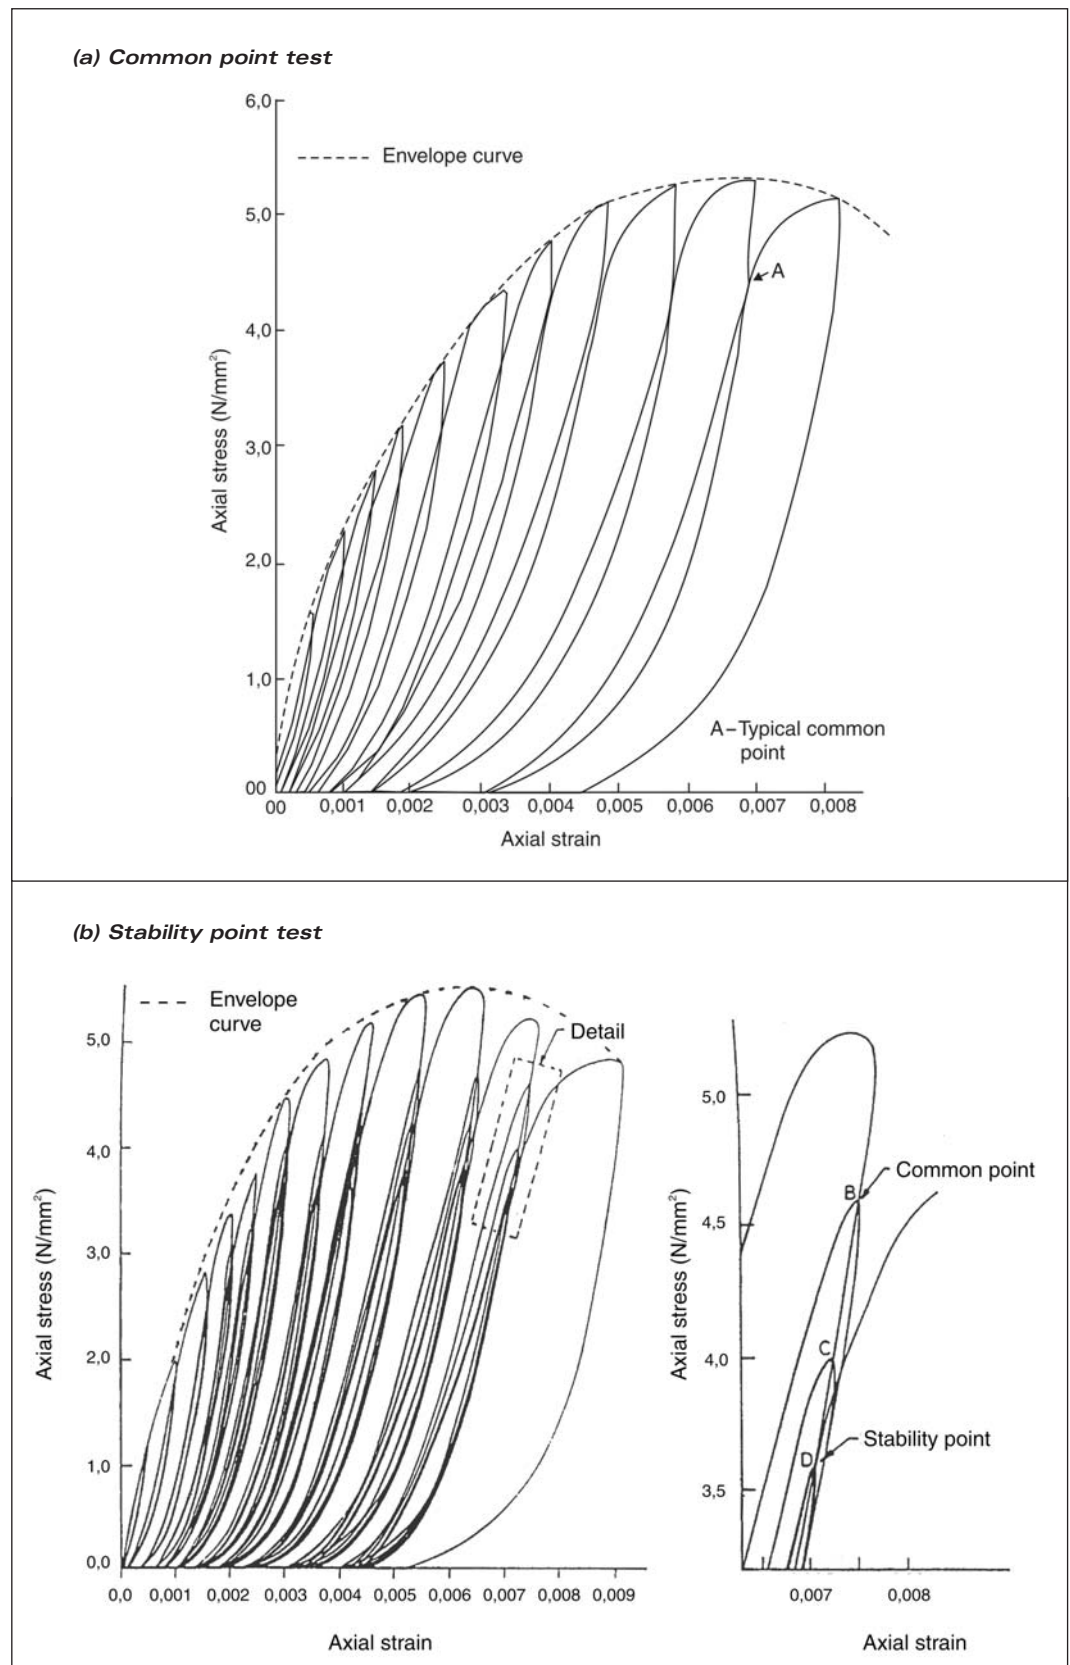 (a) Common point test
6,0
Envelope curve
5,0
A
4,0
Axial stress (N/mm²)
3,0
2,0
1,0
A–Typical common
point
00
00 0,001 0,002 0,003 0,004 0,005 0,006 0,007 0,008
Axial strain
(b) Stability point test
Envelope
curve
Detail
5,0
4,0
Axial stress (N/mm²)
3,0
2,0
1,0
0,0
0,0 0,001 0,002 0,003 0,004 0,005 0,006 0,007 0,008 0,009
Axial strain
5,0
Common point
B
4,5
Axial stress (N/mm²)
C
4,0
Stability point
D
3,5
0,007 0,008
Axial strain